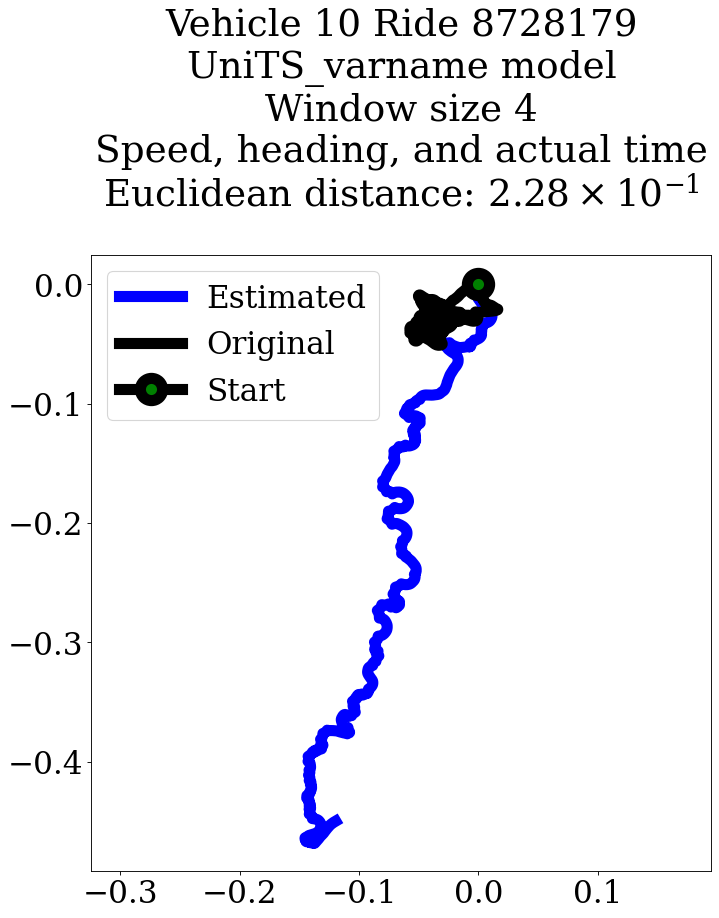 Vehicle 10 Ride 8728179
UniTS_varname model
Window size 4
Speed, heading, and actual time
Euclidean distance: 2.28 × 10⁻¹
Estimated
Original
Start
0.0
−0.1
−0.2
−0.3
−0.4
−0.3
−0.2
−0.1
0.0
0.1